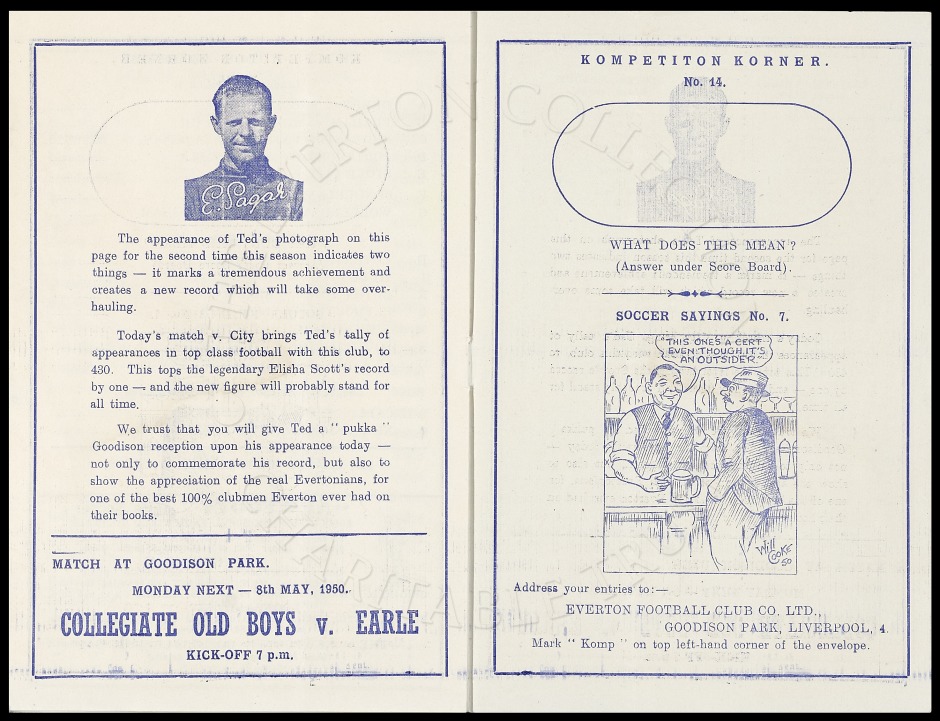 E. Sagar
The appearance of Ted's photograph on this
page for the second time this season indicates two
things — it marks a tremendous achievement and
creates a new record which will take some over-
hauling.
Today's match v. City brings Ted's tally of
appearances in top class football with this club, to
430. This tops the legendary Elisha Scott's record
by one — and the new figure will probably stand for
all time.
We trust that you will give Ted a " pukka "
Goodison reception upon his appearance today —
not only to commemorate his record, but also to
show the appreciation of the real Evertonians, for
one of the best 100% clubmen Everton ever had on
their books.
MATCH AT GOODISON PARK.
MONDAY NEXT — 8th MAY, 1950.
COLLEGIATE OLD BOYS v. EARLE
KICK-OFF 7 p.m.
KOMPETITON KORNER.
No. 14.
WHAT DOES THIS MEAN ?
(Answer under Score Board).
SOCCER SAYINGS No. 7.
"THIS ONE'S A CERT
EVEN THOUGH IT'S
AN OUTSIDER"
Will
Cooke
50
Address your entries to:—
EVERTON FOOTBALL CLUB CO. LTD.,
GOODISON PARK, LIVERPOOL, 4.
Mark " Komp " on top left-hand corner of the envelope.